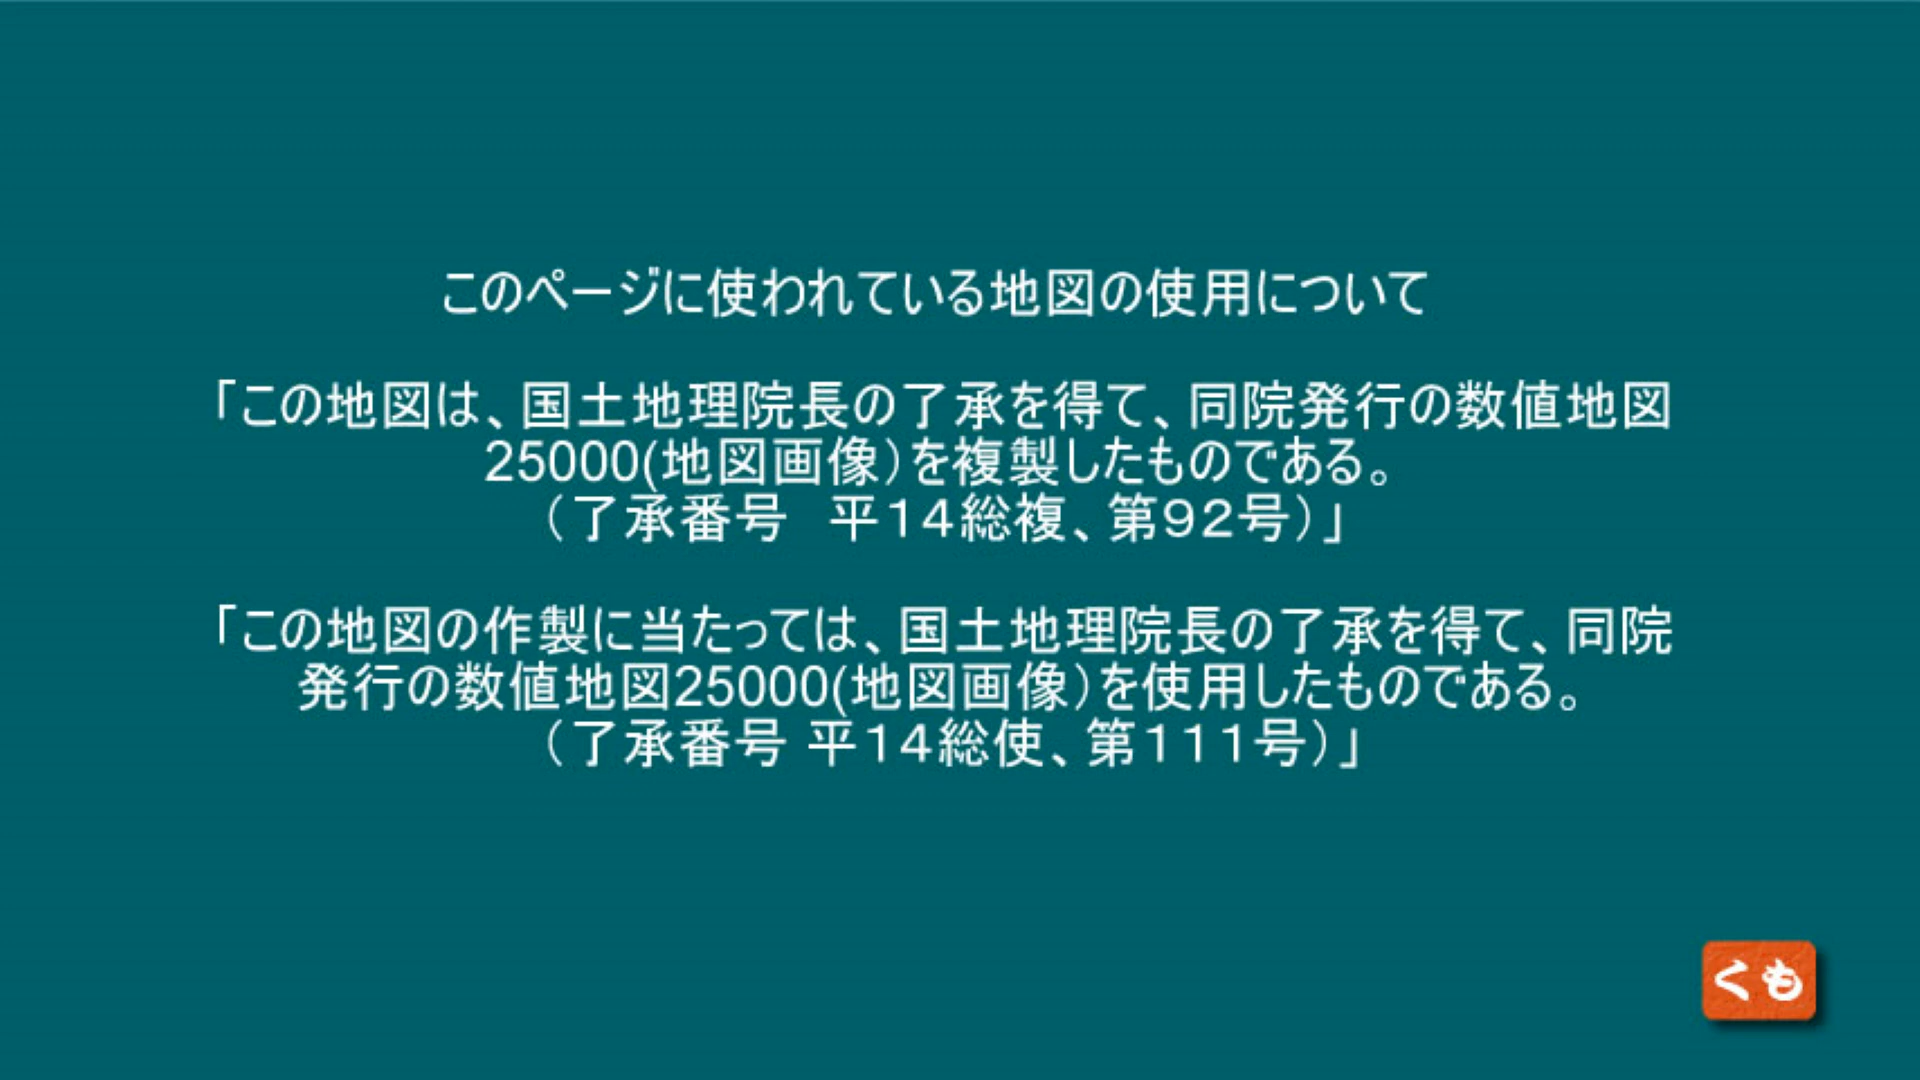 このページに使われている地図の使用について
「この地図は、国土地理院長の了承を得て、同院発行の数値地図
25000(地図画像）を複製したものである。
（了承番号　平１４総複、第９２号）」
「この地図の作製に当たっては、国土地理院長の了承を得て、同院
発行の数値地図25000(地図画像）を使用したものである。
（了承番号 平１４総使、第１１１号）」
くも